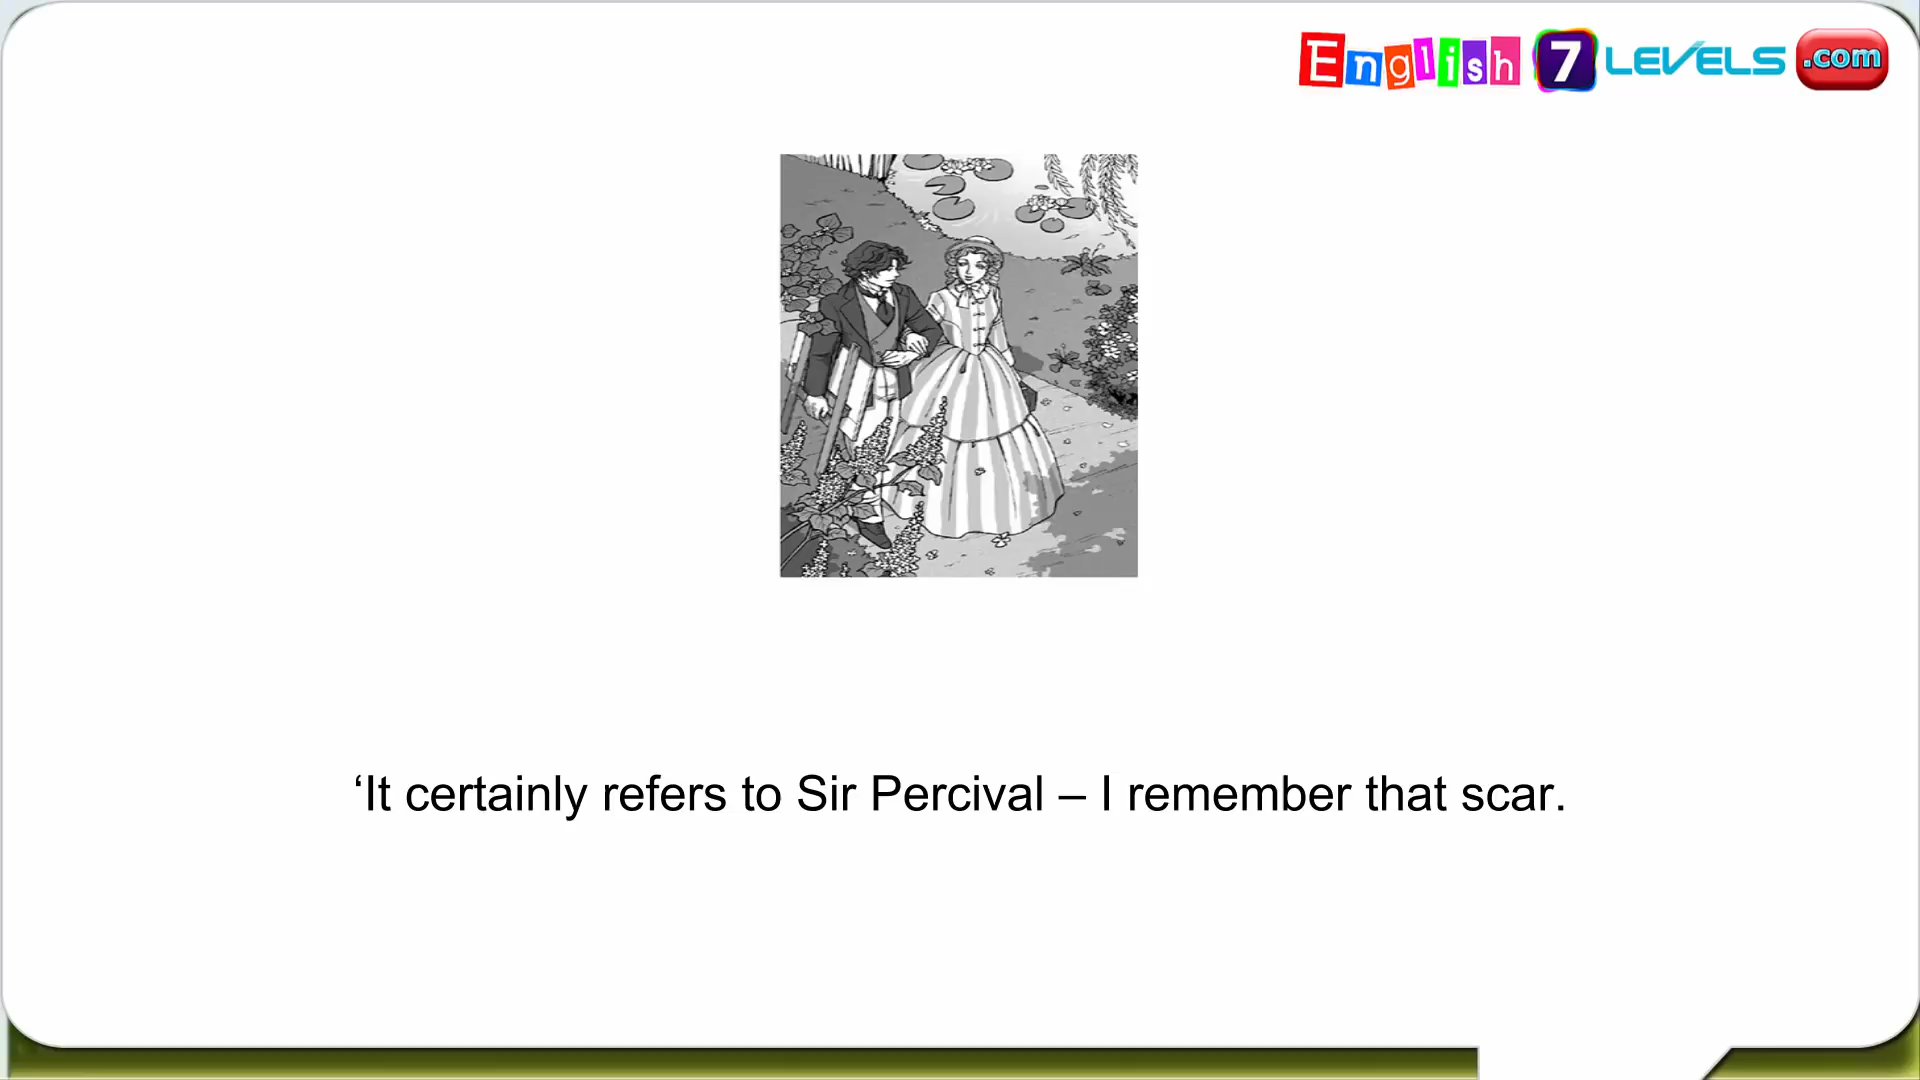 English 7 LEVELS .com
‘It certainly refers to Sir Percival – I remember that scar.